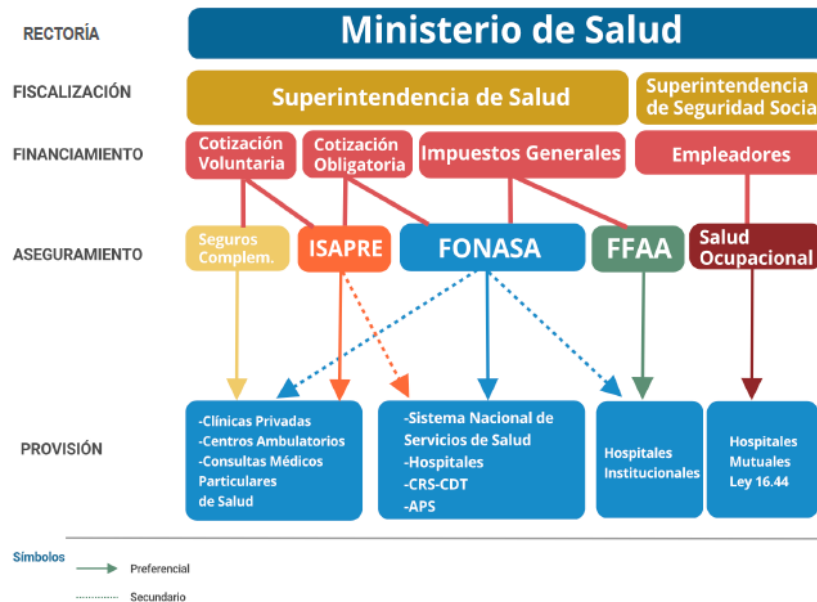 RECTORÍA
Ministerio de Salud
FISCALIZACIÓN
Superintendencia de Salud
Superintendencia
de Seguridad Social
FINANCIAMIENTO
Cotización
Voluntaria
Cotización
Obligatoria
Impuestos Generales
Empleadores
ASEGURAMIENTO
Seguros
Complem.
ISAPRE
FONASA
FFAA
Salud
Ocupacional
PROVISIÓN
-Clínicas Privadas
-Centros Ambulatorios
-Consultas Médicos
Particulares
de Salud
-Sistema Nacional de
Servicios de Salud
-Hospitales
-CRS-CDT
-APS
Hospitales
Institucionales
Hospitales
Mutuales
Ley 16.44
Símbolos
Preferencial
Secundario